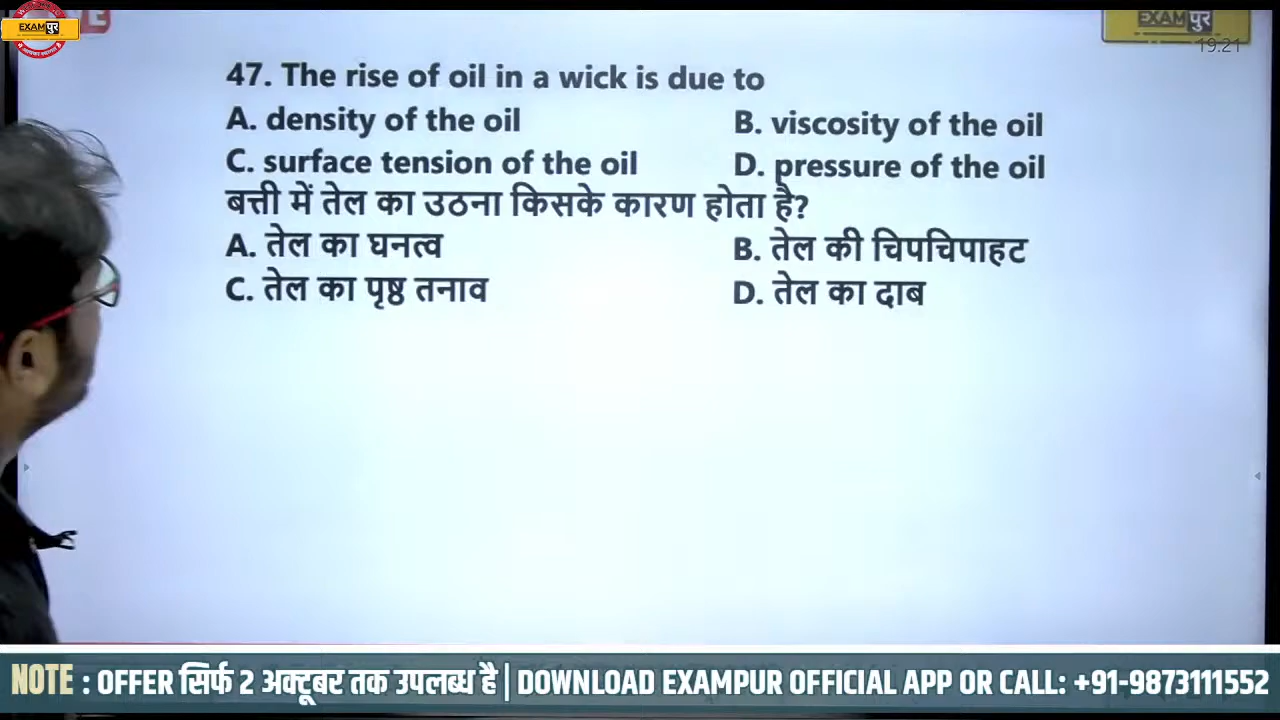 EXAMपुर
EXAMपुर
19:21
47. The rise of oil in a wick is due to
A. density of the oil
B. viscosity of the oil
C. surface tension of the oil
D. pressure of the oil
बत्ती में तेल का उठना किसके कारण होता है?
A. तेल का घनत्व
B. तेल की चिपचिपाहट
C. तेल का पृष्ठ तनाव
D. तेल का दाब
NOTE : OFFER सिर्फ 2 अक्टूबर तक उपलब्ध है | DOWNLOAD EXAMPUR OFFICIAL APP OR CALL: +91-9873111552